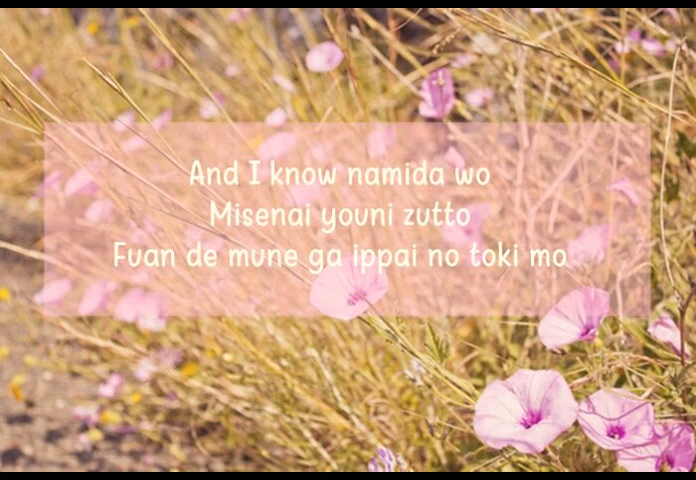 And I know namida wo
Misenai youni zutto
Fuan de mune ga ippai no toki mo